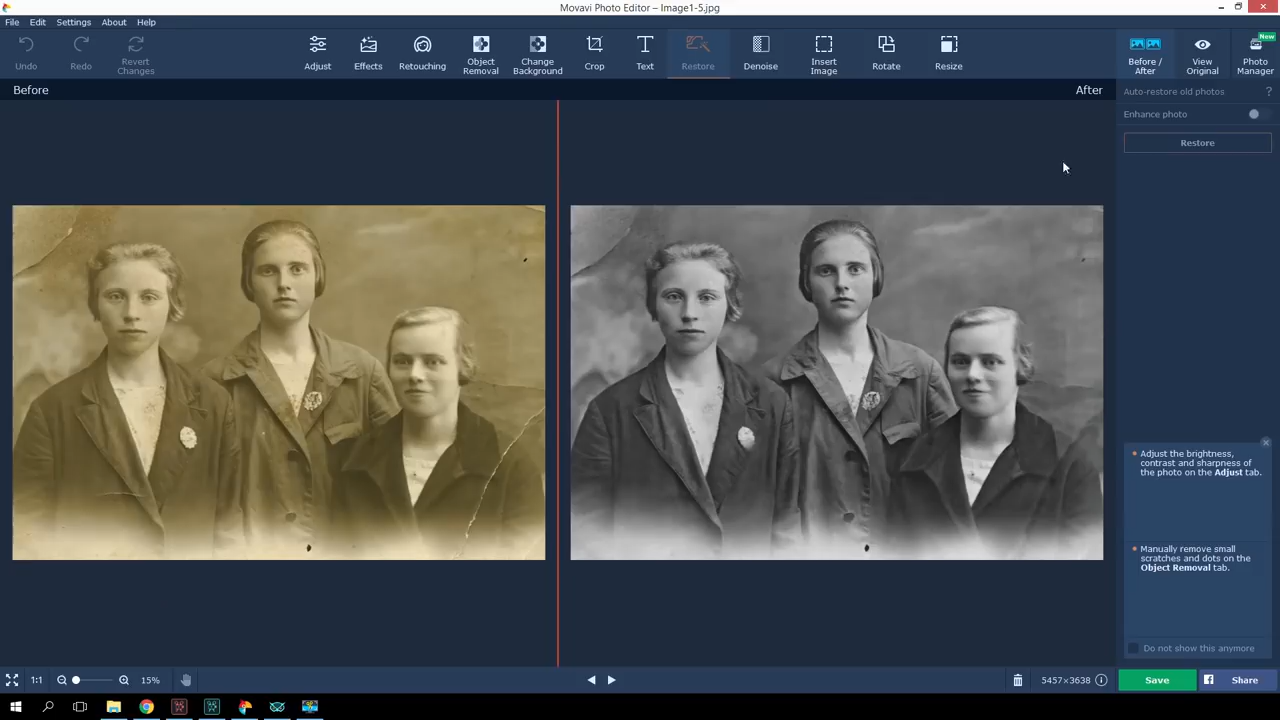 Movavi Photo Editor – Image1-5.jpg
File Edit Settings About Help
Undo
Redo
Revert
Changes
Adjust
Effects
Retouching
Object
Removal
Change
Background
Crop
Text
Restore
Denoise
Insert
Image
Rotate
Resize
Before /
After
View
Original
New
Photo
Manager
Before
After
Auto-restore old photos ?
Enhance photo
Restore
Adjust the brightness,
contrast and sharpness of
the photo on the Adjust tab.
Manually remove small
scratches and dots on the
Object Removal tab.
Do not show this anymore
1:1
15%
5457×3638
Save
Share